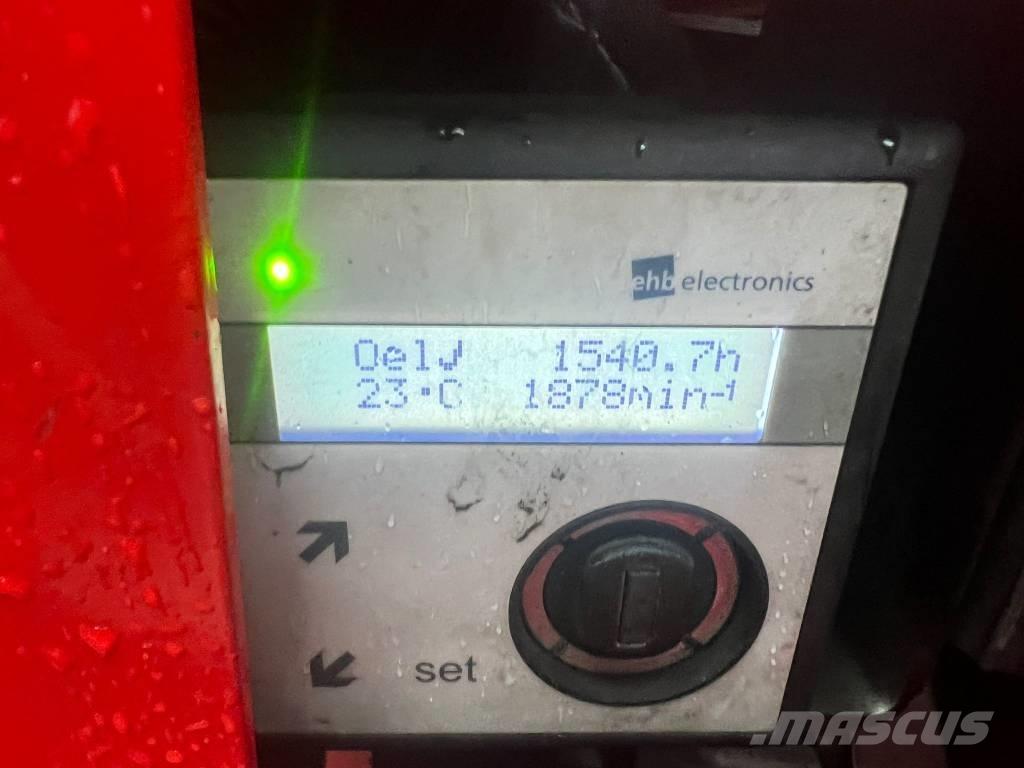 ehb electronics
Oel✓ 1540.7h
23°C 1878min⁻¹
set
MASCUS